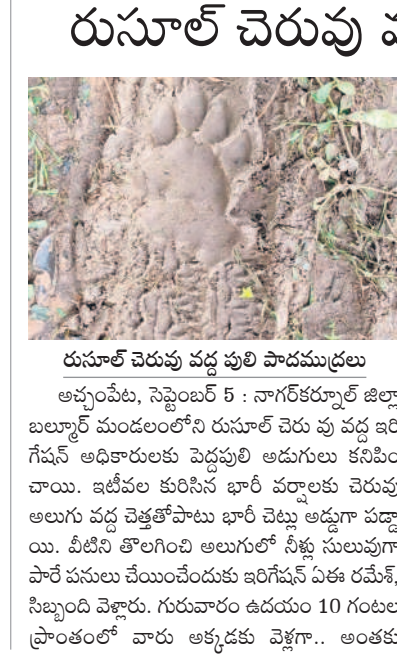 రుసూల్ చెరువు
రుసూల్ చెరువు వద్ద పులి పాదముద్రలు
అచ్చంపేట, సెప్టెంబర్ 5 : నాగర్‌కర్నూల్ జిల్లా
బల్మూర్ మండలంలోని రుసూల్ చెరు వు వద్ద ఇరి
గేషన్ అధికారులకు పెద్దపులి అడుగులు కనిపిం
చాయి. ఇటీవల కురిసిన భారీ వర్షాలకు చెరువు
అలుగు వద్ద చెత్తతోపాటు భారీ చెట్లు అడ్డుగా పడ్డా
యి. వీటిని తొలగించి అలుగులో నీళ్లు సులువుగా
పారే పనులు చేయించేందుకు ఇరిగేషన్ ఏఈ రమేశ్,
సిబ్బంది వెళ్లారు. గురువారం ఉదయం 10 గంటల
ప్రాంతంలో వారు అక్కడకు వెళ్లగా.. అంతకు